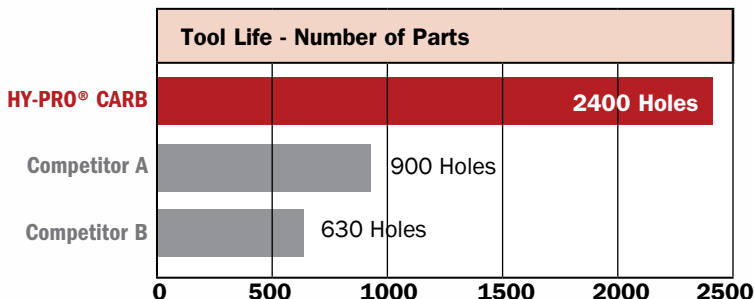 Tool Life - Number of Parts
HY-PRO® CARB
2400 Holes
Competitor A
900 Holes
Competitor B
630 Holes
0 500 1000 1500 2000 2500